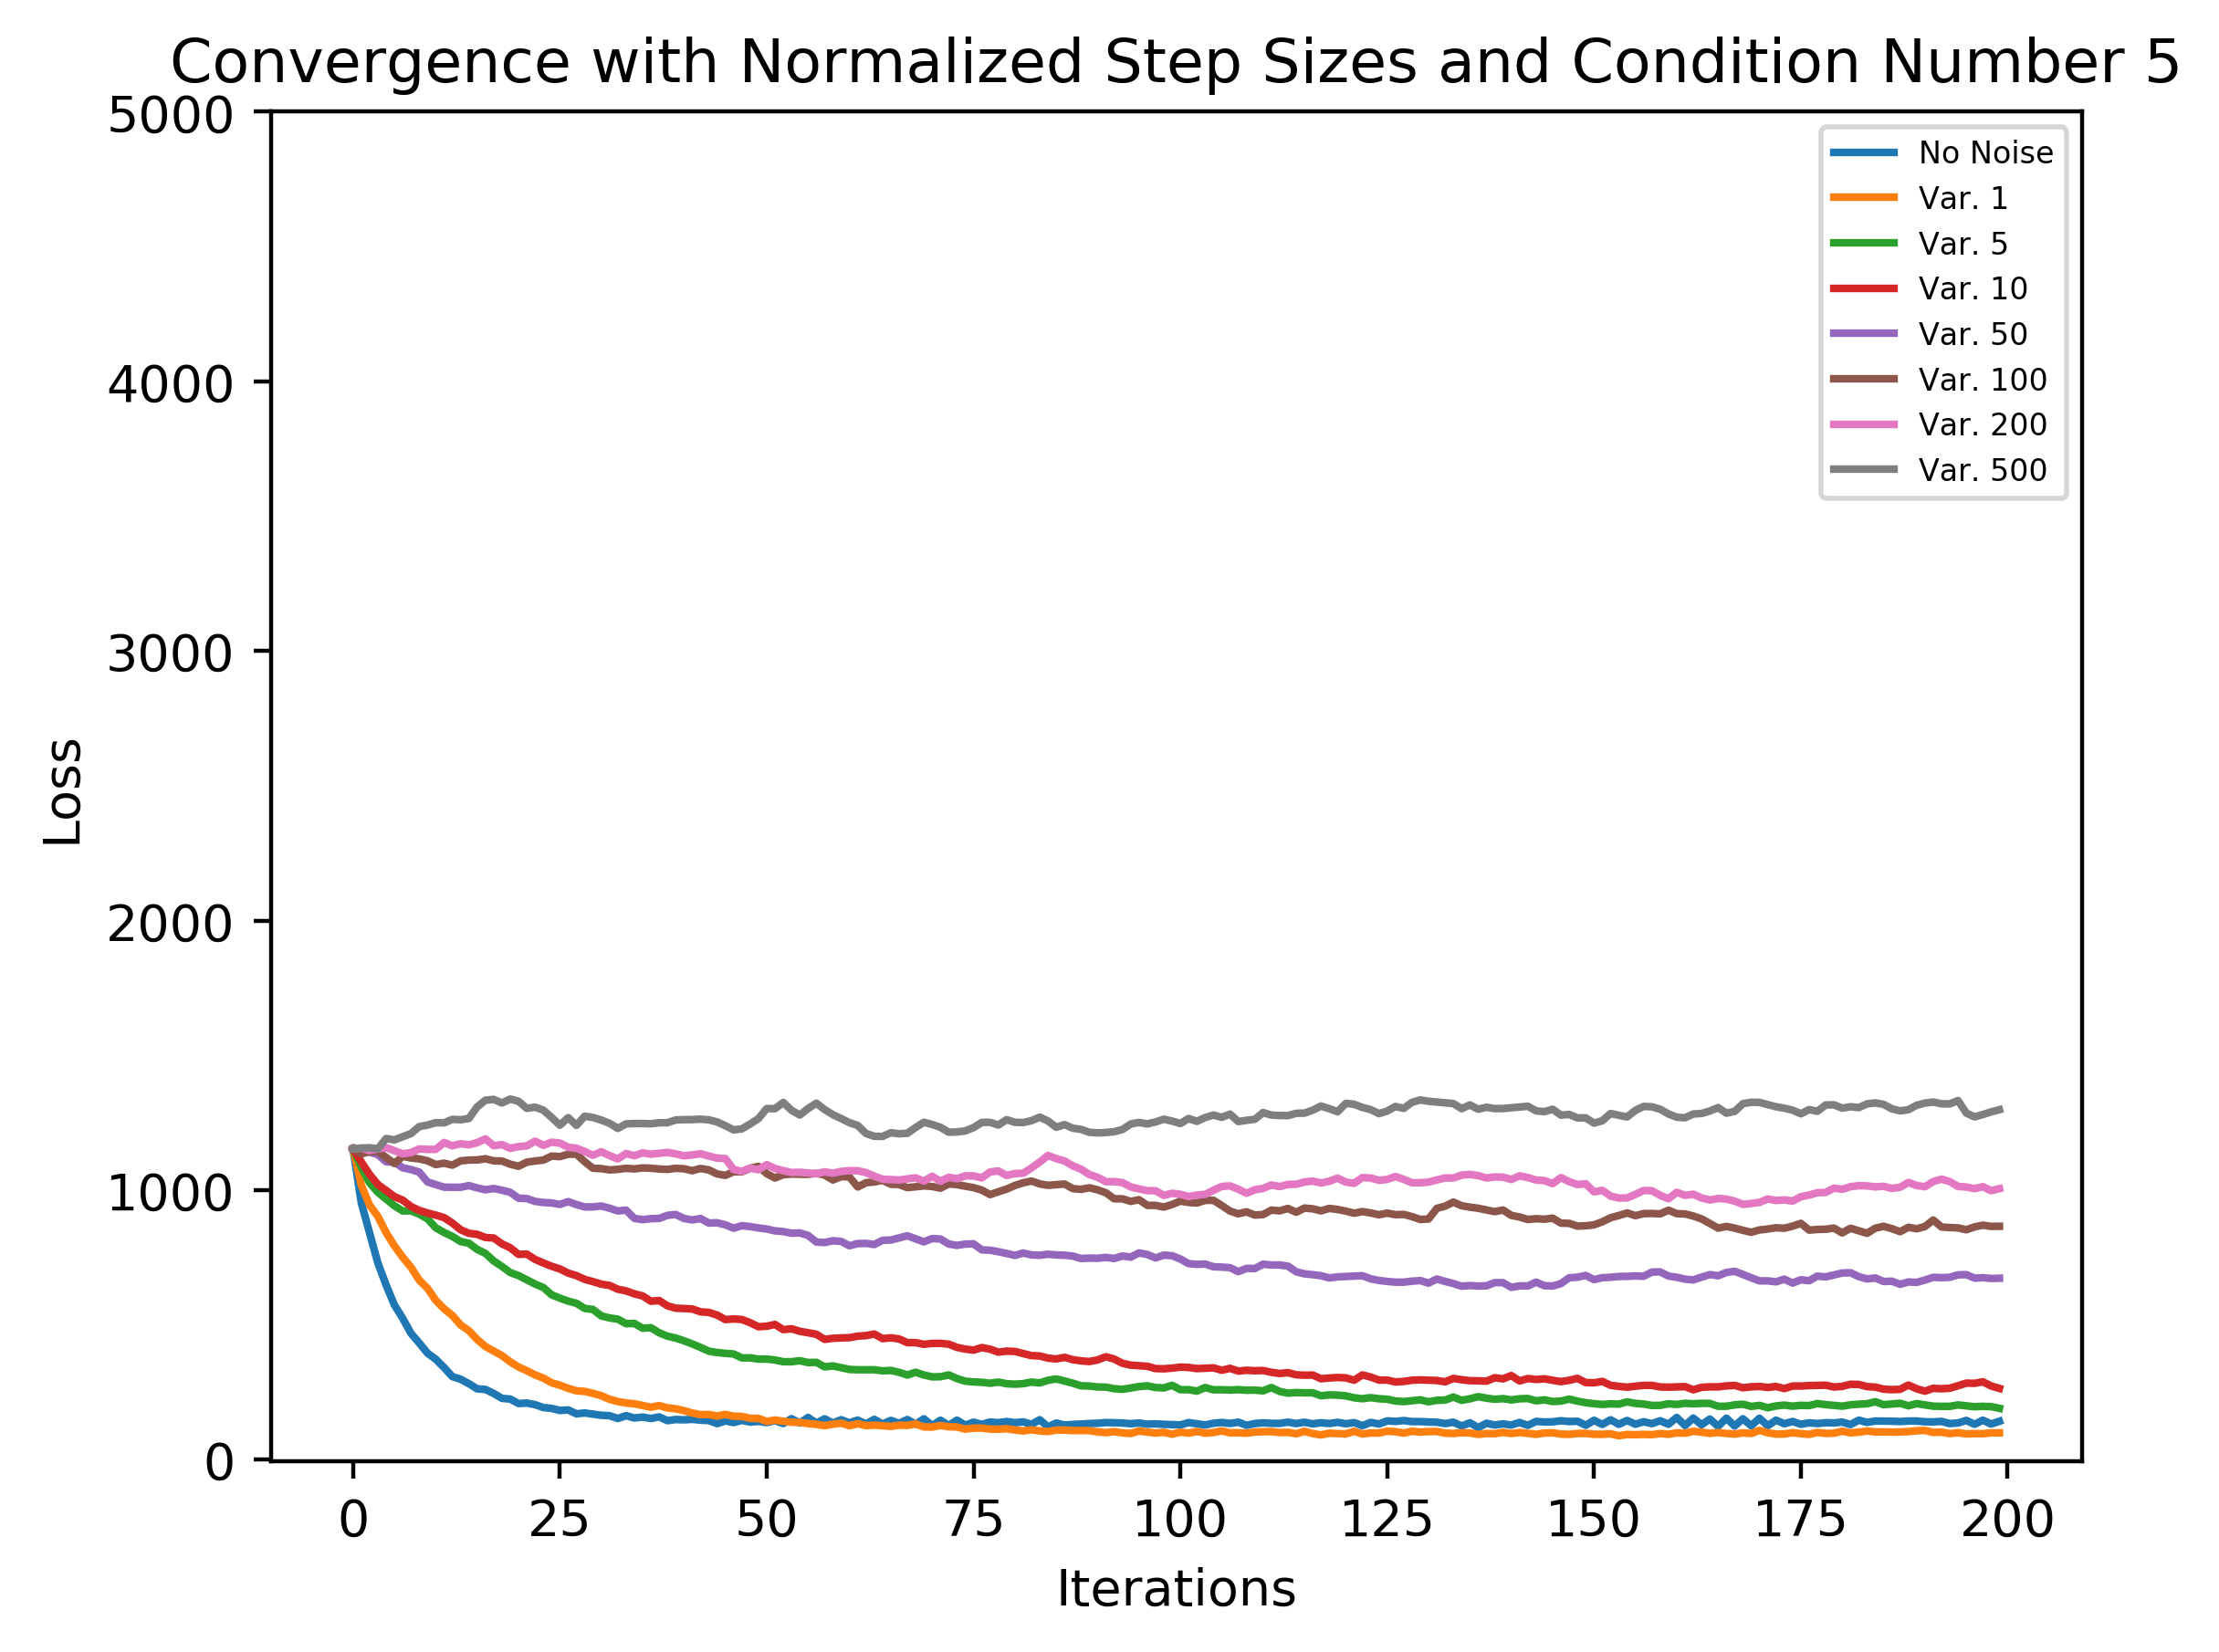 Convergence with Normalized Step Sizes and Condition Number 5
5000
4000
3000
2000
1000
0
Loss
No Noise
Var. 1
Var. 5
Var. 10
Var. 50
Var. 100
Var. 200
Var. 500
0 25 50 75 100 125 150 175 200
Iterations